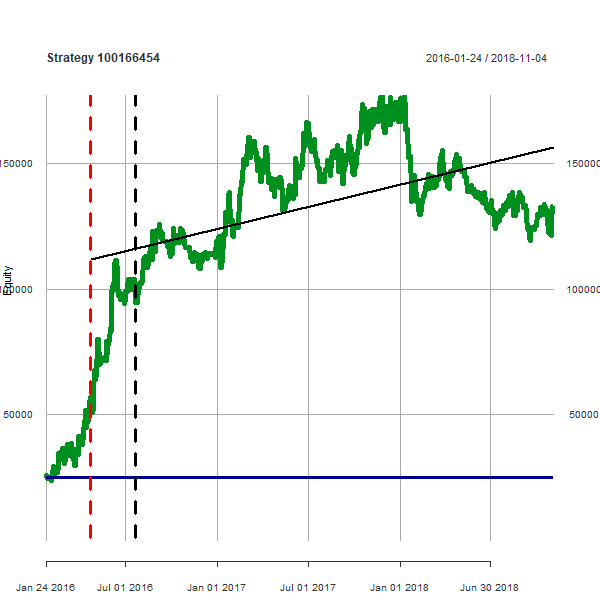 Strategy 100166454
2016-01-24 / 2018-11-04
150000 150000
Equity
100000 100000
50000 50000
Jan 24 2016 Jul 01 2016 Jan 01 2017 Jul 01 2017 Jan 01 2018 Jun 30 2018